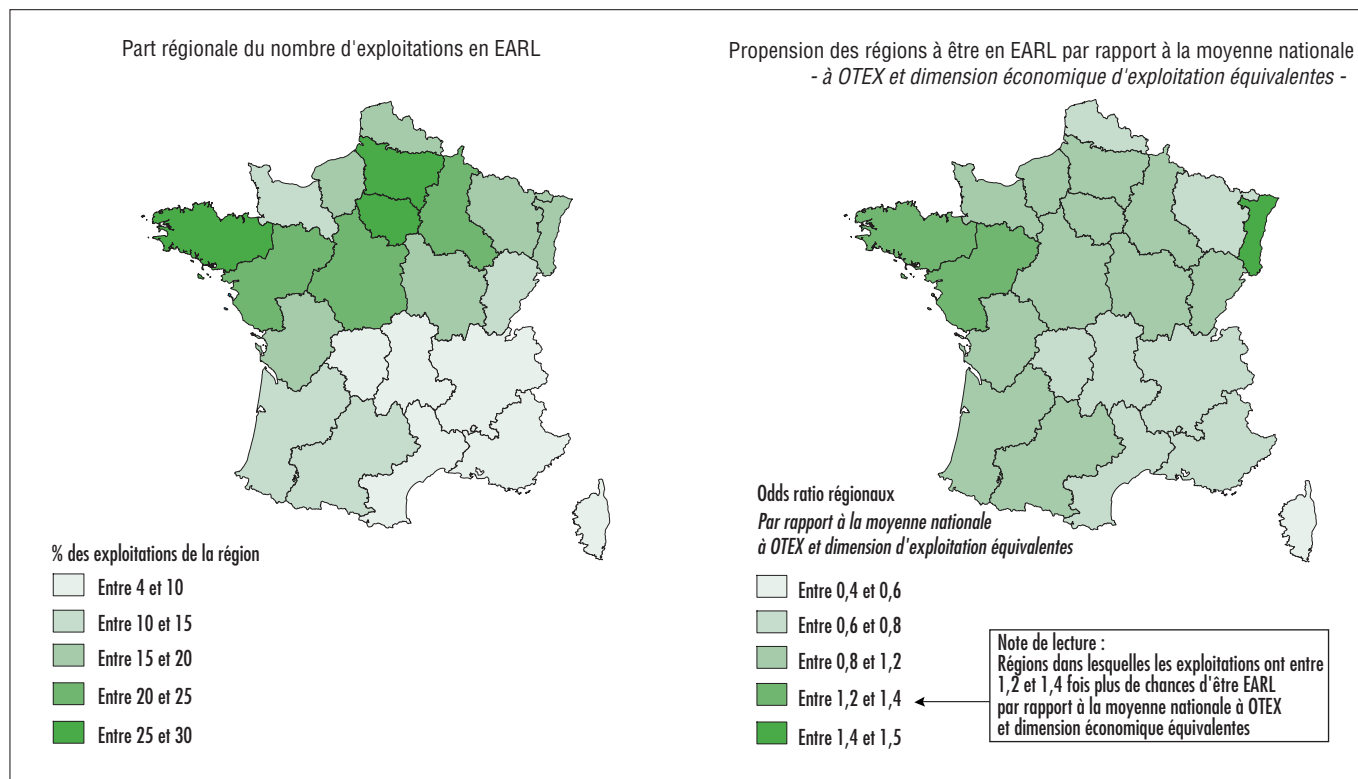 Part régionale du nombre d'exploitations en EARL
% des exploitations de la région
Entre 4 et 10
Entre 10 et 15
Entre 15 et 20
Entre 20 et 25
Entre 25 et 30
Propension des régions à être en EARL par rapport à la moyenne nationale
- à OTEX et dimension économique d'exploitation équivalentes -
Odds ratio régionaux
Par rapport à la moyenne nationale
à OTEX et dimension d'exploitation équivalentes
Entre 0,4 et 0,6
Entre 0,6 et 0,8
Entre 0,8 et 1,2
Entre 1,2 et 1,4
Entre 1,4 et 1,5
Note de lecture :
Régions dans lesquelles les exploitations ont entre
1,2 et 1,4 fois plus de chances d'être EARL
par rapport à la moyenne nationale à OTEX
et dimension économique équivalentes